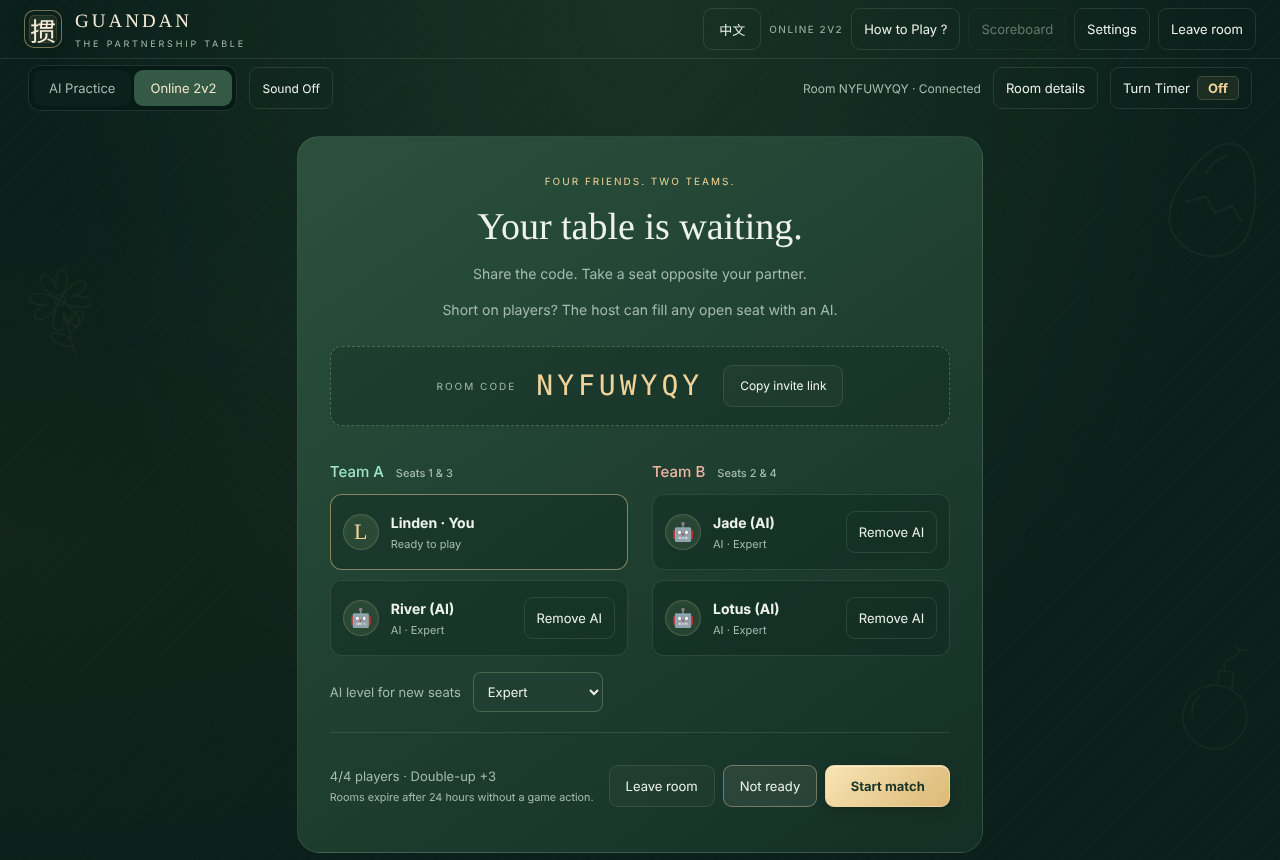 掼
GUANDAN
THE PARTNERSHIP TABLE
中文
ONLINE 2V2
How to Play ?
Scoreboard
Settings
Leave room
AI Practice
Online 2v2
Sound Off
Room NYFUWYQY · Connected
Room details
Turn Timer Off
FOUR FRIENDS. TWO TEAMS.
Your table is waiting.
Share the code. Take a seat opposite your partner.
Short on players? The host can fill any open seat with an AI.
ROOM CODE NYFUWYQY Copy invite link
Team A Seats 1 & 3
L
Linden · You
Ready to play
River (AI)
AI · Expert
Remove AI
Team B Seats 2 & 4
Jade (AI)
AI · Expert
Remove AI
Lotus (AI)
AI · Expert
Remove AI
AI level for new seats Expert
4/4 players · Double-up +3
Rooms expire after 24 hours without a game action.
Leave room
Not ready
Start match